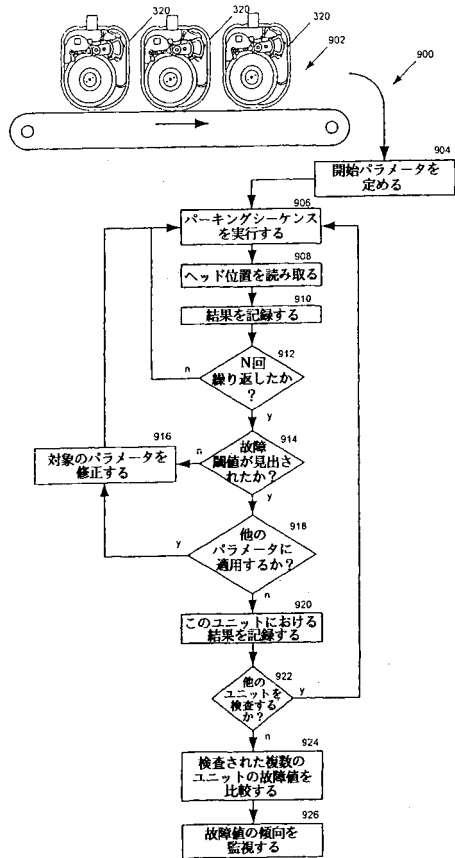 320
320
320
902
900
904
開始パラメータを
定める
906
パーキングシーケンス
を実行する
908
ヘッド位置を読み取る
910
結果を記録する
912
N回
繰り返したか
?
n
y
914
故障
閾値が見出さ
れたか?
n
y
916
対象のパラメータを
修正する
918
他の
パラメータに
適用するか?
y
n
920
このユニットにおける
結果を記録する
922
他の
ユニットを
検査する
か?
y
n
924
検査された複数の
ユニットの故障値を
比較する
926
故障値の傾向を
監視する